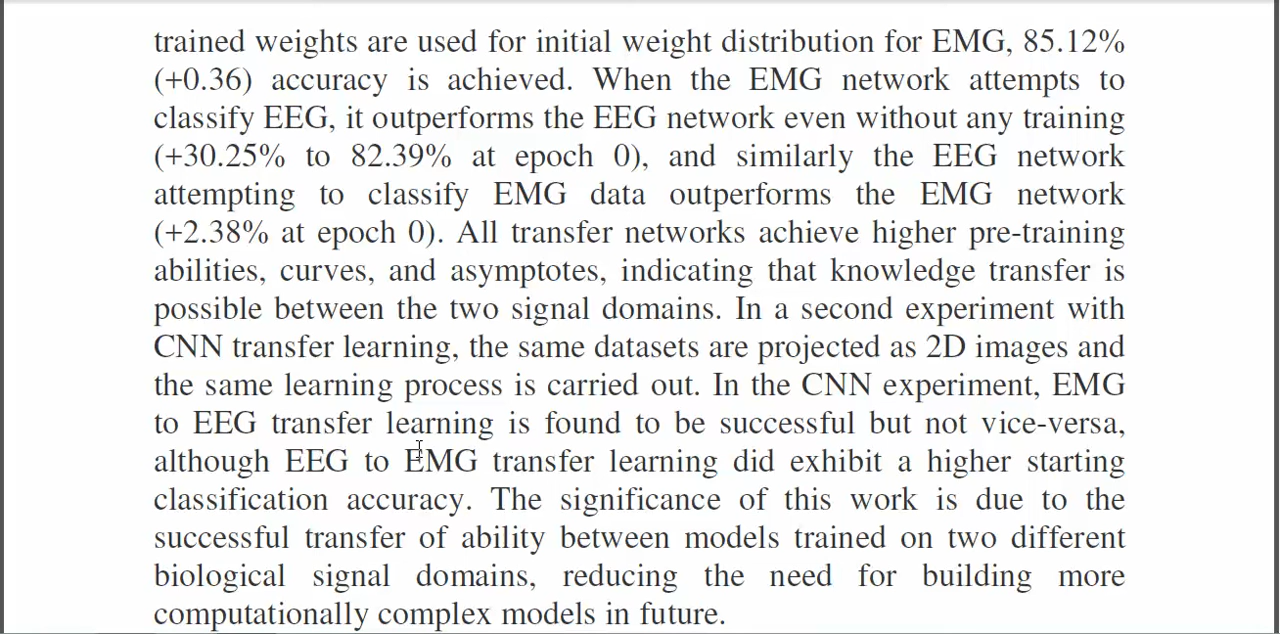 trained weights are used for initial weight distribution for EMG, 85.12%
(+0.36) accuracy is achieved. When the EMG network attempts to
classify EEG, it outperforms the EEG network even without any training
(+30.25% to 82.39% at epoch 0), and similarly the EEG network
attempting to classify EMG data outperforms the EMG network
(+2.38% at epoch 0). All transfer networks achieve higher pre-training
abilities, curves, and asymptotes, indicating that knowledge transfer is
possible between the two signal domains. In a second experiment with
CNN transfer learning, the same datasets are projected as 2D images and
the same learning process is carried out. In the CNN experiment, EMG
to EEG transfer learning is found to be successful but not vice-versa,
although EEG to EMG transfer learning did exhibit a higher starting
classification accuracy. The significance of this work is due to the
successful transfer of ability between models trained on two different
biological signal domains, reducing the need for building more
computationally complex models in future.